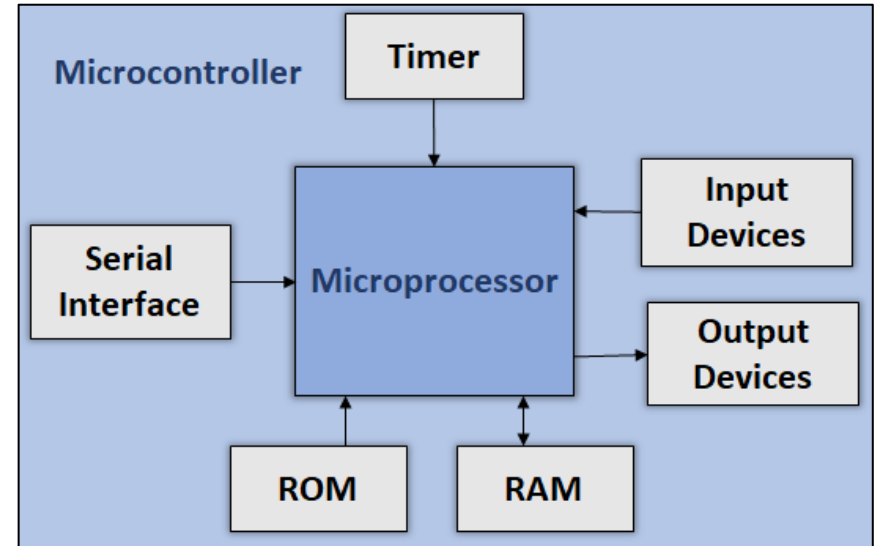 Microcontroller
Timer
Input
Devices
Serial
Interface
Microprocessor
Output
Devices
ROM
RAM